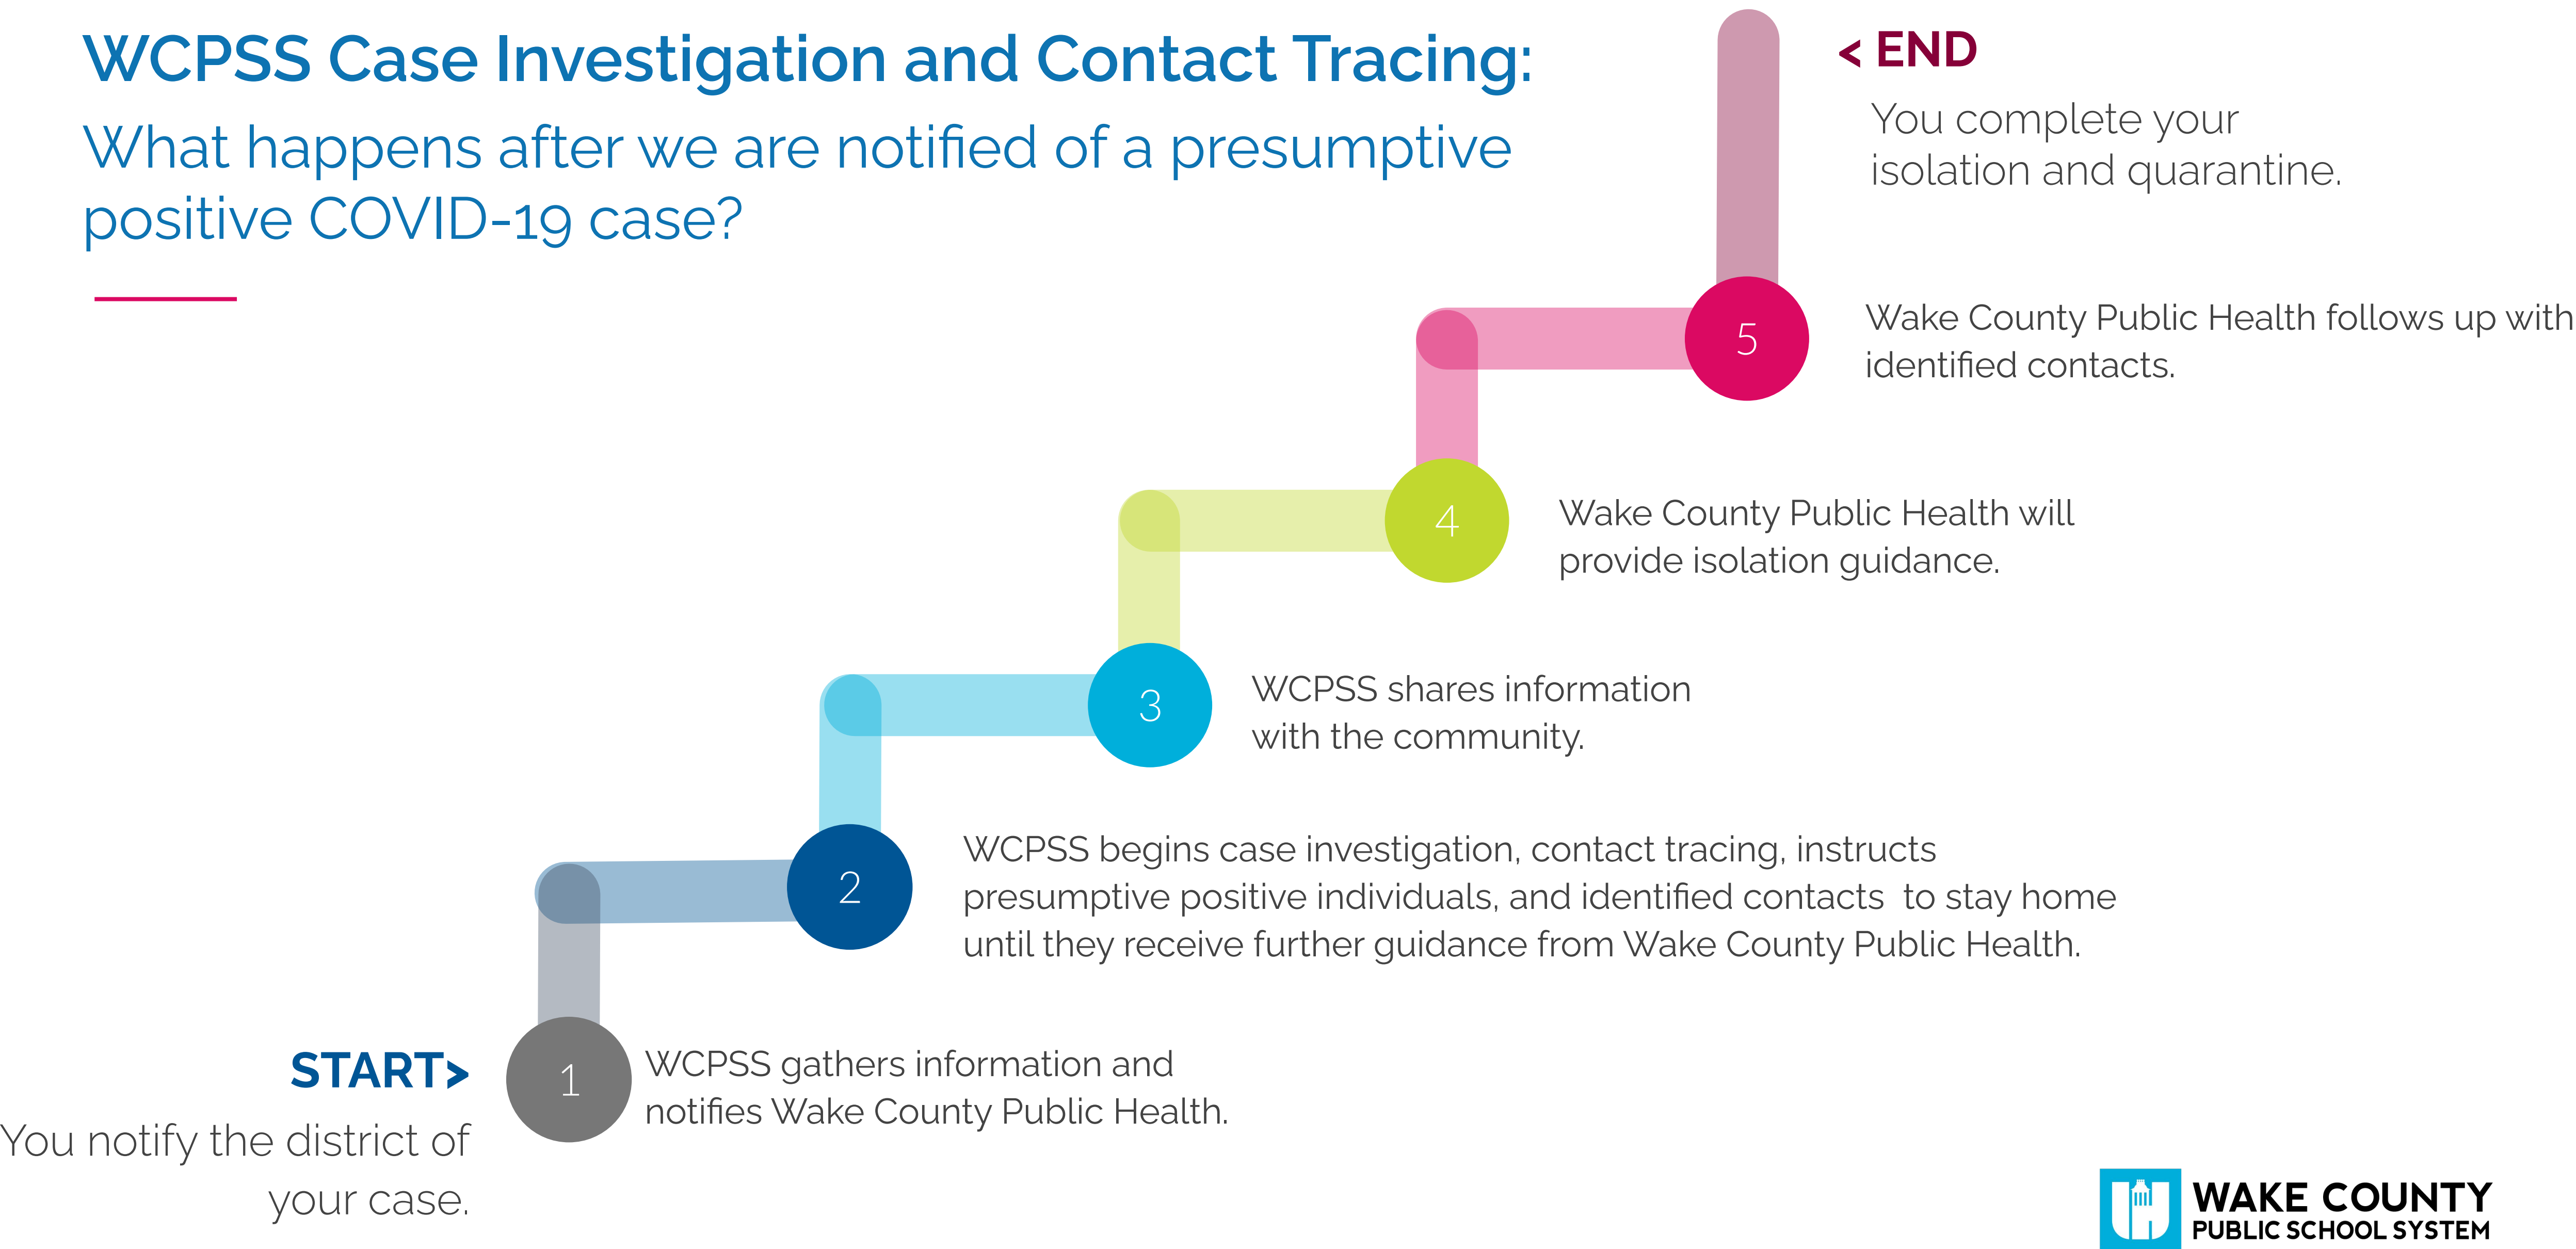 WCPSS Case Investigation and Contact Tracing:
What happens after we are notified of a presumptive
positive COVID-19 case?
< END
You complete your
isolation and quarantine.
5
Wake County Public Health follows up with
identified contacts.
4
Wake County Public Health will
provide isolation guidance.
3
WCPSS shares information
with the community.
2
WCPSS begins case investigation, contact tracing, instructs
presumptive positive individuals, and identified contacts  to stay home
until they receive further guidance from Wake County Public Health.
START>
You notify the district of
your case.
1
WCPSS gathers information and
notifies Wake County Public Health.
WAKE COUNTY
PUBLIC SCHOOL SYSTEM